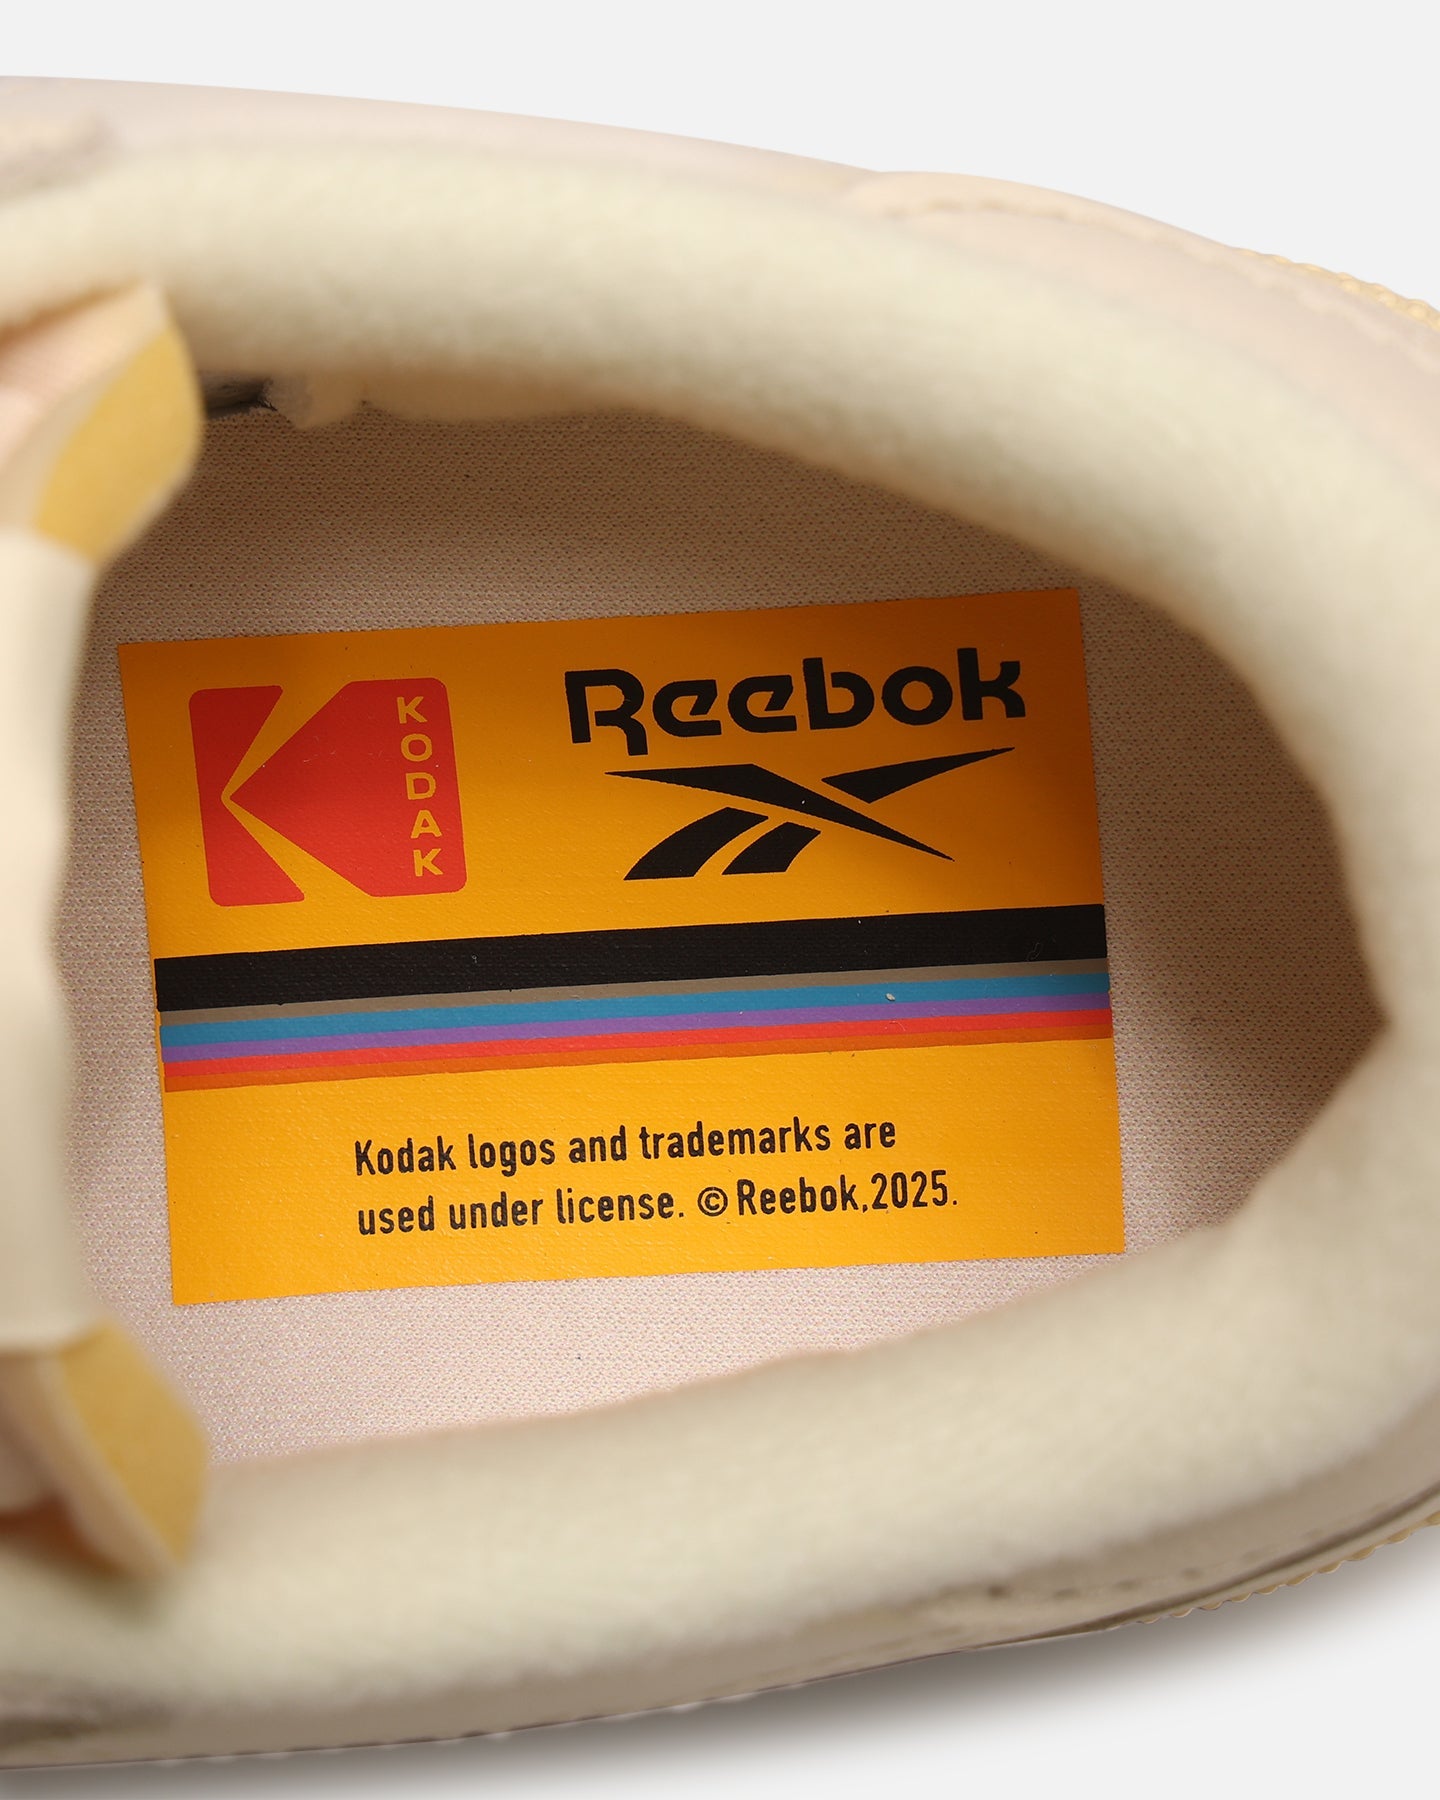 KODAK
Reebok
Kodak logos and trademarks are
used under license. © Reebok,2025.